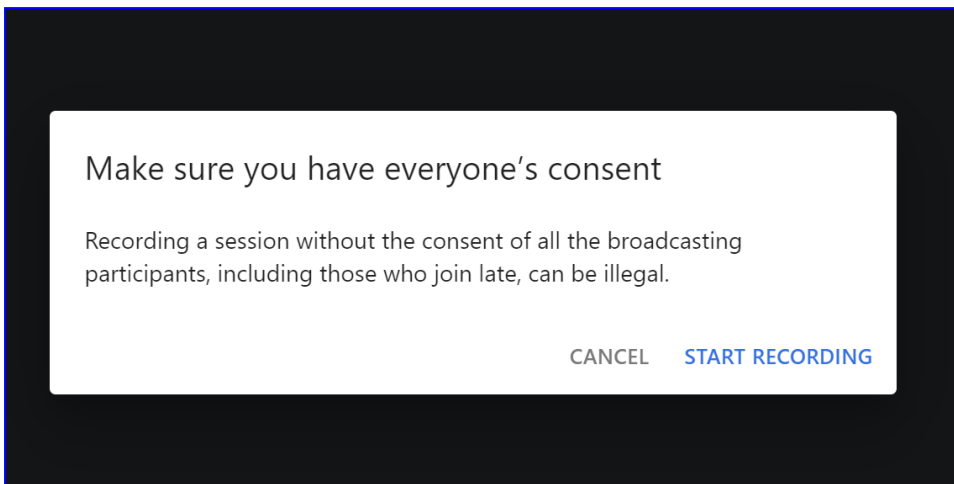 Make sure you have everyone’s consent
Recording a session without the consent of all the broadcasting
participants, including those who join late, can be illegal.
CANCEL START RECORDING